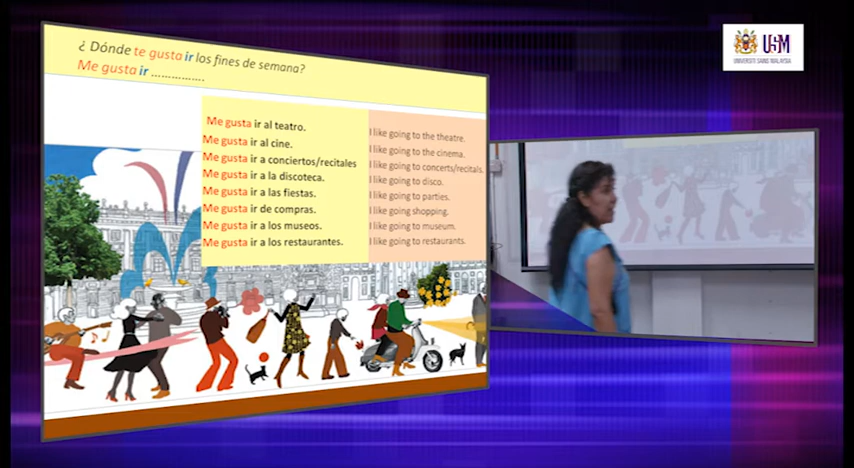 ¿ Dónde te gusta ir los fines de semana?
Me gusta ir ...............
Me gusta ir al teatro.
Me gusta ir al cine.
Me gusta ir a conciertos/recitales
Me gusta ir a la discoteca.
Me gusta ir a las fiestas.
Me gusta ir de compras.
Me gusta ir a los museos.
Me gusta ir a los restaurantes.
I like going to the theatre.
I like going to the cinema.
I like going to concerts/recitals.
I like going to disco.
I like going to parties.
I like going shopping.
I like going to museum.
I like going to restaurants.
USM
UNIVERSITI SAINS MALAYSIA